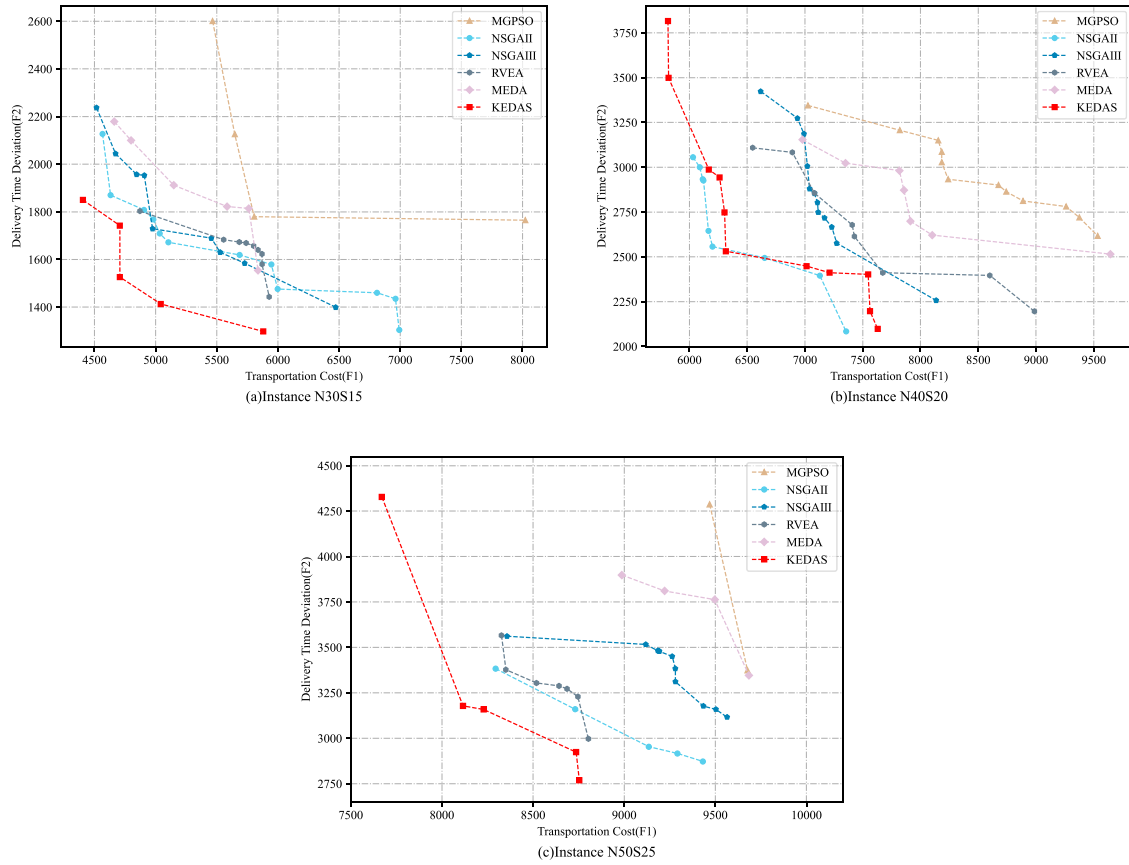 2600
2400
2200
2000
1800
1600
1400
Delivery Time Deviation(F2)
4500 5000 5500 6000 6500 7000 7500 8000
Transportation Cost(F1)
MGPSO
NSGAII
NSGAIII
RVEA
MEDA
KEDAS
(a)Instance N30S15
3750
3500
3250
3000
2750
2500
2250
2000
Delivery Time Deviation(F2)
6000 6500 7000 7500 8000 8500 9000 9500
Transportation Cost(F1)
MGPSO
NSGAII
NSGAIII
RVEA
MEDA
KEDAS
(b)Instance N40S20
4500
4250
4000
3750
3500
3250
3000
2750
Delivery Time Deviation(F2)
7500 8000 8500 9000 9500 10000
Transportation Cost(F1)
MGPSO
NSGAII
NSGAIII
RVEA
MEDA
KEDAS
(c)Instance N50S25